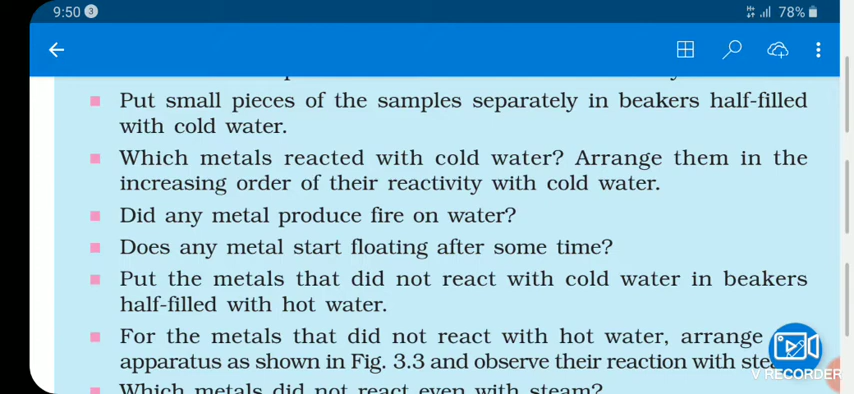 9:50 3 78%
Put small pieces of the samples separately in beakers half-filled
with cold water.
Which metals reacted with cold water? Arrange them in the
increasing order of their reactivity with cold water.
Did any metal produce fire on water?
Does any metal start floating after some time?
Put the metals that did not react with cold water in beakers
half-filled with hot water.
For the metals that did not react with hot water, arrange
apparatus as shown in Fig. 3.3 and observe their reaction with
V RECORDER
Which metals did not react even with steam?